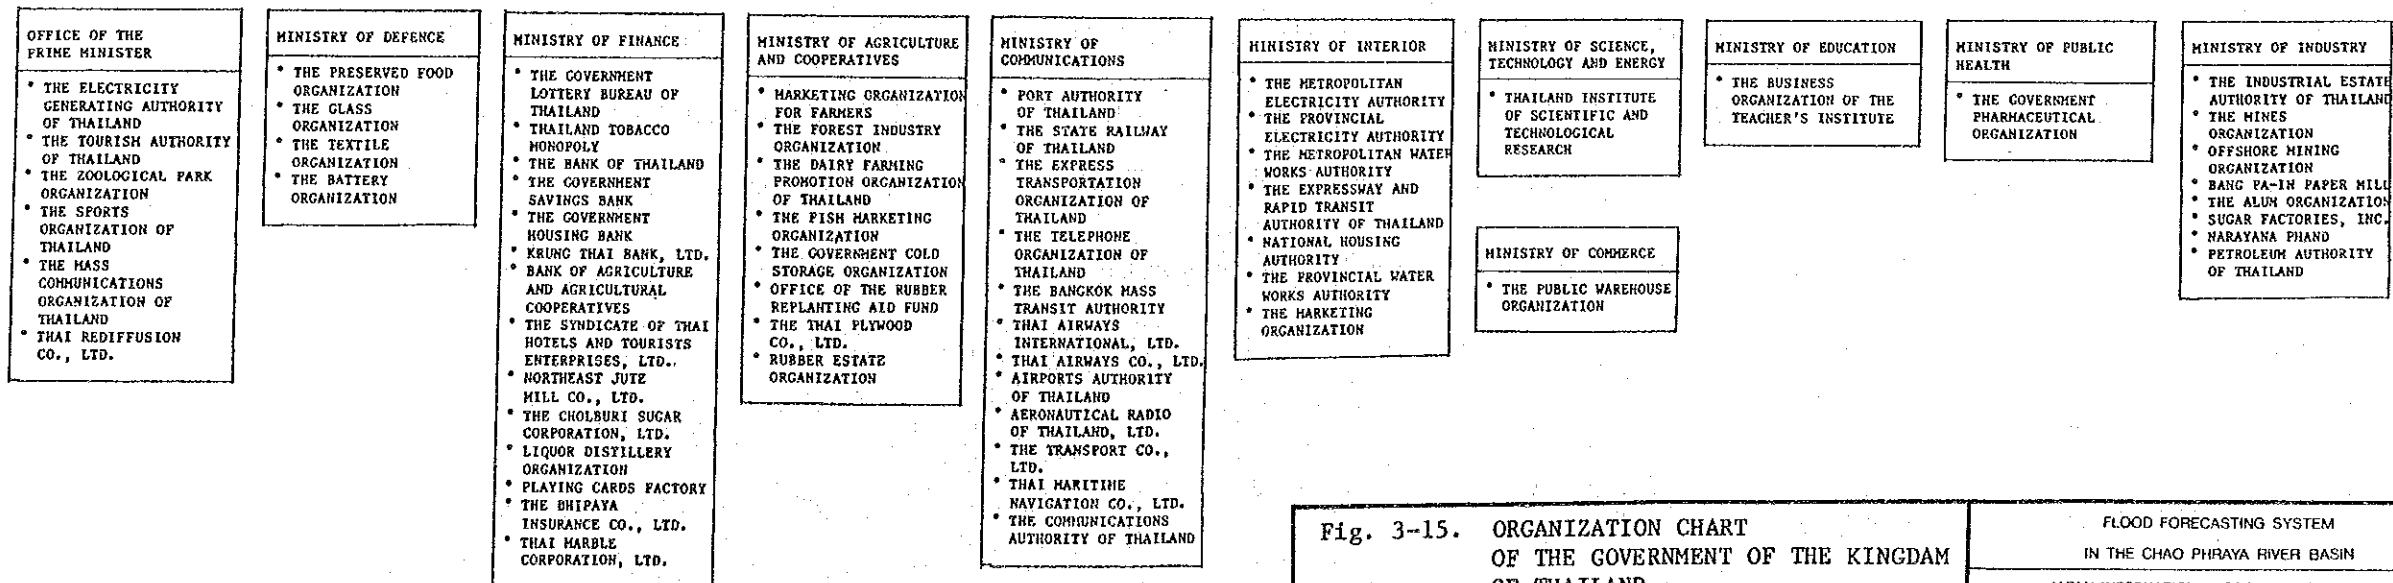 OFFICE OF THE
PRIME MINISTER
* THE ELECTRICITY
GENERATING AUTHORITY
OF THAILAND
* THE TOURISM AUTHORITY
OF THAILAND
* THE ZOOLOGICAL PARK
ORGANIZATION
* THE SPORTS
ORGANIZATION OF
THAILAND
* THE MASS
COMMUNICATIONS
ORGANIZATION OF
THAILAND
* THAI REDIFFUSION
CO., LTD.
MINISTRY OF DEFENCE
* THE PRESERVED FOOD
ORGANIZATION
* THE GLASS
ORGANIZATION
* THE TEXTILE
ORGANIZATION
* THE BATTERY
ORGANIZATION
MINISTRY OF FINANCE
* THE GOVERNMENT
LOTTERY BUREAU OF
THAILAND
* THAILAND TOBACCO
MONOPOLY
* THE BANK OF THAILAND
* THE GOVERNMENT
SAVINGS BANK
* THE GOVERNMENT
HOUSING BANK
* KRUNG THAI BANK, LTD.
* BANK OF AGRICULTURE
AND AGRICULTURAL
COOPERATIVES
* THE SYNDICATE OF THAI
HOTELS AND TOURISTS
ENTERPRISES, LTD.
* NORTHEAST JUTE
MILL CO., LTD.
* THE CHOLBURI SUGAR
CORPORATION, LTD.
* LIQUOR DISTILLERY
ORGANIZATION
* PLAYING CARDS FACTORY
* THE DHIPAYA
INSURANCE CO., LTD.
* THAI MARBLE
CORPORATION, LTD.
MINISTRY OF AGRICULTURE
AND COOPERATIVES
* MARKETING ORGANIZATION
FOR FARMERS
* THE FOREST INDUSTRY
ORGANIZATION
* THE DAIRY FARMING
PROMOTION ORGANIZATION
OF THAILAND
* THE FISH MARKETING
ORGANIZATION
* THE GOVERNMENT COLD
STORAGE ORGANIZATION
* OFFICE OF THE RUBBER
REPLANTING AID FUND
* THE THAI PLYWOOD
CO., LTD.
* RUBBER ESTATE
ORGANIZATION
MINISTRY OF
COMMUNICATIONS
* PORT AUTHORITY
OF THAILAND
* THE STATE RAILWAY
OF THAILAND
* THE EXPRESS
TRANSPORTATION
ORGANIZATION OF
THAILAND
* THE TELEPHONE
ORGANIZATION OF
THAILAND
* THE BANGKOK MASS
TRANSIT AUTHORITY
* THAI AIRWAYS
INTERNATIONAL, LTD.
* THAI AIRWAYS CO., LTD.
* AIRPORTS AUTHORITY
OF THAILAND
* AERONAUTICAL RADIO
OF THAILAND, LTD.
* THE TRANSPORT CO.,
LTD.
* THAI MARITIME
NAVIGATION CO., LTD.
* THE COMMUNICATIONS
AUTHORITY OF THAILAND
MINISTRY OF INTERIOR
* THE METROPOLITAN
ELECTRICITY AUTHORITY
* THE PROVINCIAL
ELECTRICITY AUTHORITY
* THE METROPOLITAN WATER
WORKS AUTHORITY
* THE EXPRESSWAY AND
RAPID TRANSIT
AUTHORITY OF THAILAND
* NATIONAL HOUSING
AUTHORITY
* THE PROVINCIAL WATER
WORKS AUTHORITY
* THE MARKETING
ORGANIZATION
MINISTRY OF SCIENCE,
TECHNOLOGY AND ENERGY
* THAILAND INSTITUTE
OF SCIENTIFIC AND
TECHNOLOGICAL
RESEARCH
MINISTRY OF COMMERCE
* THE PUBLIC WAREHOUSE
ORGANIZATION
MINISTRY OF EDUCATION
* THE BUSINESS
ORGANIZATION OF THE
TEACHER'S INSTITUTE
MINISTRY OF PUBLIC
HEALTH
* THE GOVERNMENT
PHARMACEUTICAL
ORGANIZATION
MINISTRY OF INDUSTRY
* THE INDUSTRIAL ESTATE
AUTHORITY OF THAILAND
* THE MINES
ORGANIZATION
* OFFSHORE MINING
ORGANIZATION
* BANG PA-IN PAPER MILL
* THE ALUM ORGANIZATION
* SUGAR FACTORIES, INC.
* NARAYANA PHAND
* PETROLEUM AUTHORITY
OF THAILAND
Fig. 3-15. ORGANIZATION CHART
OF THE GOVERNMENT OF THE KINGDAM
OF THAILAND
FLOOD FORECASTING SYSTEM
IN THE CHAO PHRAYA RIVER BASIN